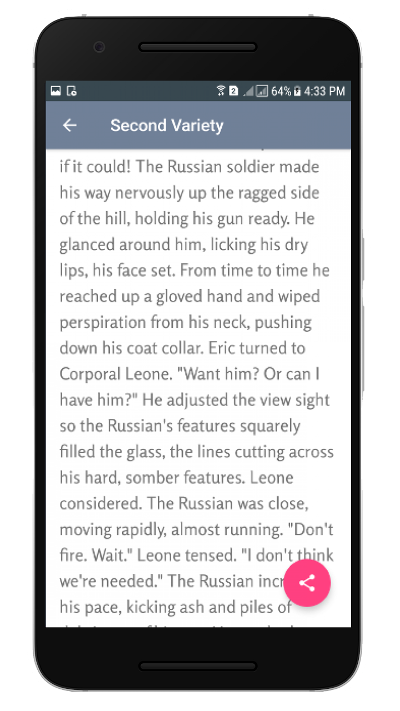 64% 4:33 PM
Second Variety
if it could! The Russian soldier made
his way nervously up the ragged side
of the hill, holding his gun ready. He
glanced around him, licking his dry
lips, his face set. From time to time he
reached up a gloved hand and wiped
perspiration from his neck, pushing
down his coat collar. Eric turned to
Corporal Leone. "Want him? Or can I
have him?" He adjusted the view sight
so the Russian's features squarely
filled the glass, the lines cutting across
his hard, somber features. Leone
considered. The Russian was close,
moving rapidly, almost running. "Don't
fire. Wait." Leone tensed. "I don't think
we're needed." The Russian
his pace, kicking ash and piles of